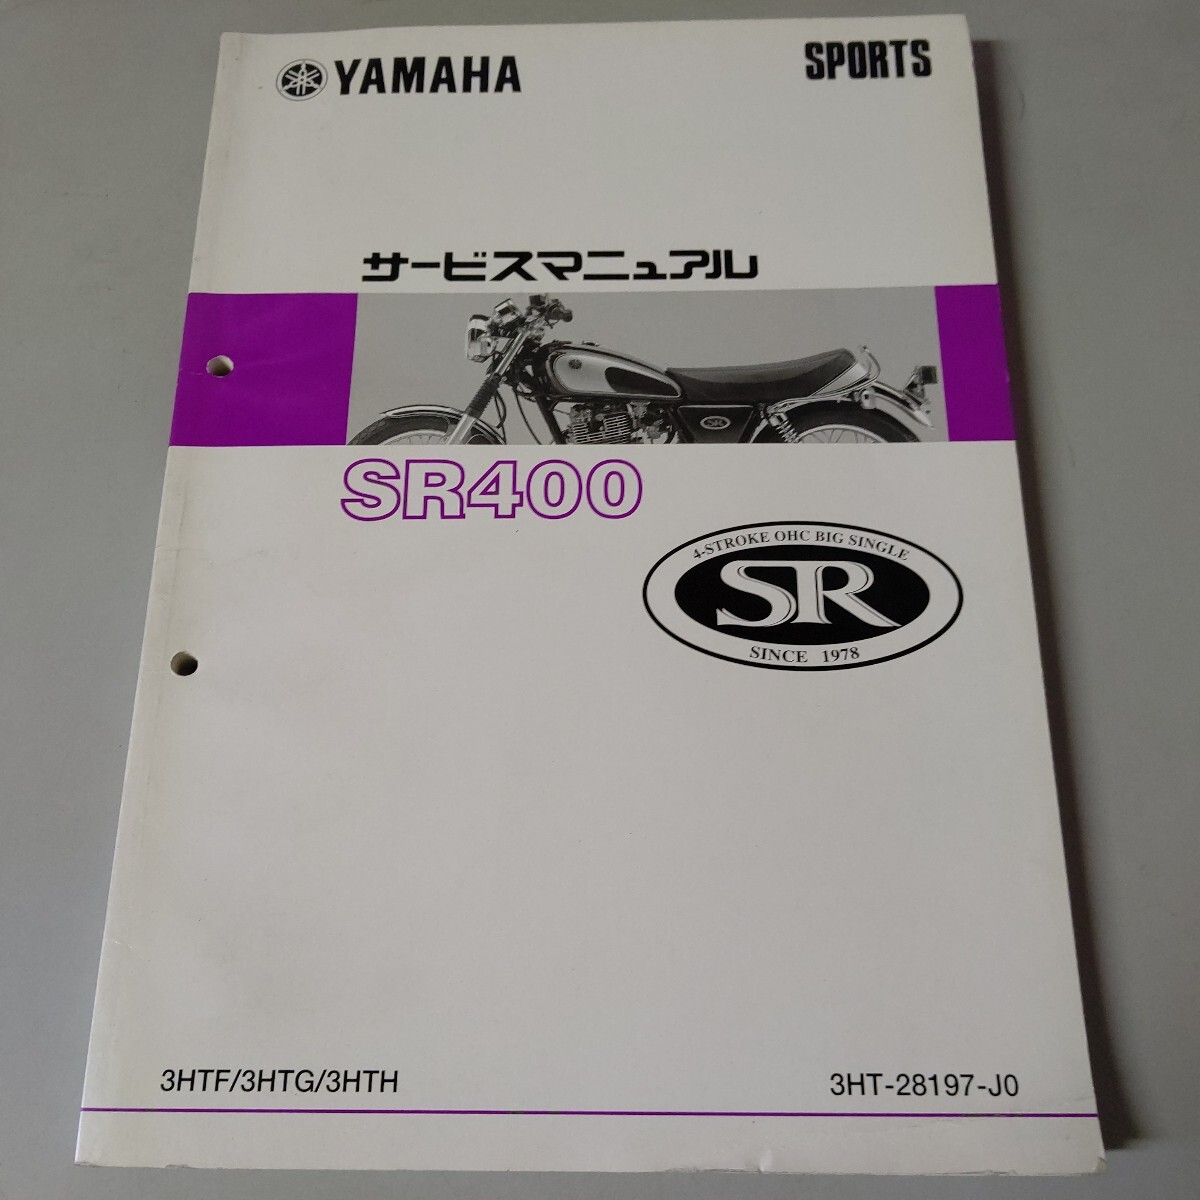 YAMAHA
SPORTS
サービスマニュアル
SR
SR400
4-STROKE OHC BIG SINGLE
SR
SINCE 1978
3HTF/3HTG/3HTH
3HT-28197-J0